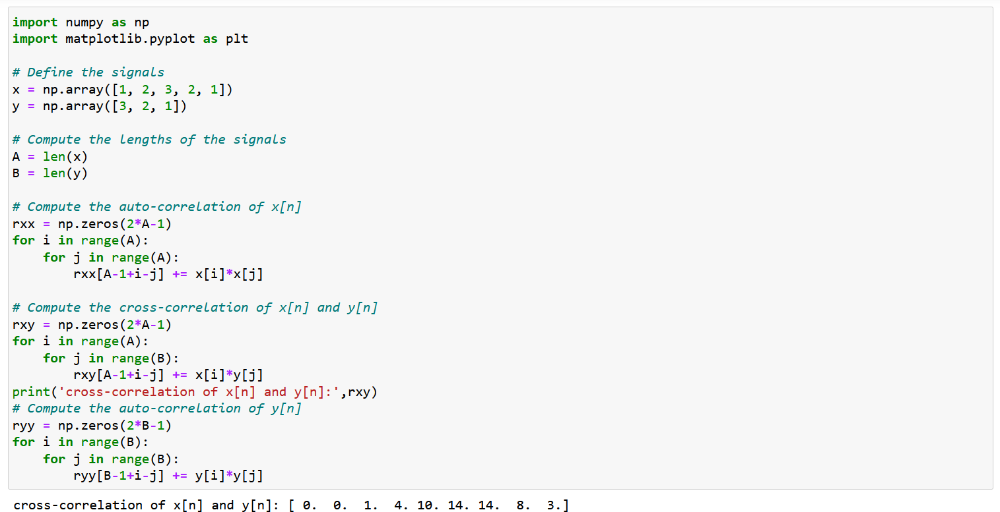 import numpy as np
import matplotlib.pyplot as plt

# Define the signals
x = np.array([1, 2, 3, 2, 1])
y = np.array([3, 2, 1])

# Compute the lengths of the signals
A = len(x)
B = len(y)

# Compute the auto-correlation of x[n]
rxx = np.zeros(2*A-1)
for i in range(A):
    for j in range(A):
        rxx[A-1+i-j] += x[i]*x[j]

# Compute the cross-correlation of x[n] and y[n]
rxy = np.zeros(2*A-1)
for i in range(A):
    for j in range(B):
        rxy[A-1+i-j] += x[i]*y[j]
print('cross-correlation of x[n] and y[n]:',rxy)
# Compute the auto-correlation of y[n]
ryy = np.zeros(2*B-1)
for i in range(B):
    for j in range(B):
        ryy[B-1+i-j] += y[i]*y[j]
cross-correlation of x[n] and y[n]: [ 0.  0.  1.  4. 10. 14. 14.  8.  3.]